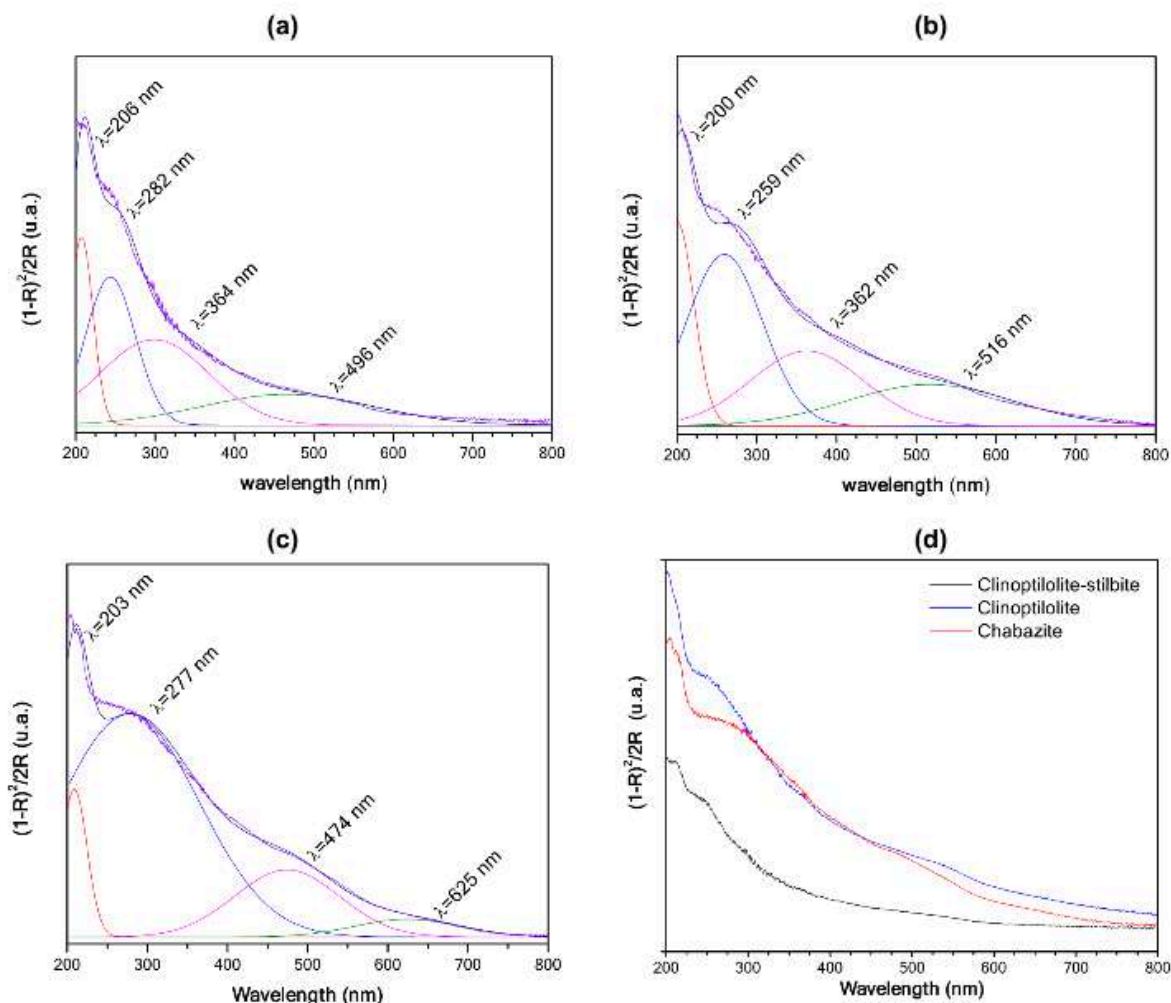 (a)
λ=206 nm
λ=282 nm
λ=364 nm
λ=496 nm
(1-R)²/2R (u.a.)
200 300 400 500 600 700 800
wavelength (nm)
(b)
λ=200 nm
λ=259 nm
λ=362 nm
λ=516 nm
(1-R)²/2R (u.a.)
200 300 400 500 600 700 800
wavelength (nm)
(c)
λ=203 nm
λ=277 nm
λ=474 nm
λ=625 nm
(1-R)²/2R (u.a.)
200 300 400 500 600 700 800
Wavelength (nm)
(d)
Clinoptilolite-stilbite
Clinoptilolite
Chabazite
(1-R)²/2R (u.a.)
200 300 400 500 600 700 800
Wavelength (nm)